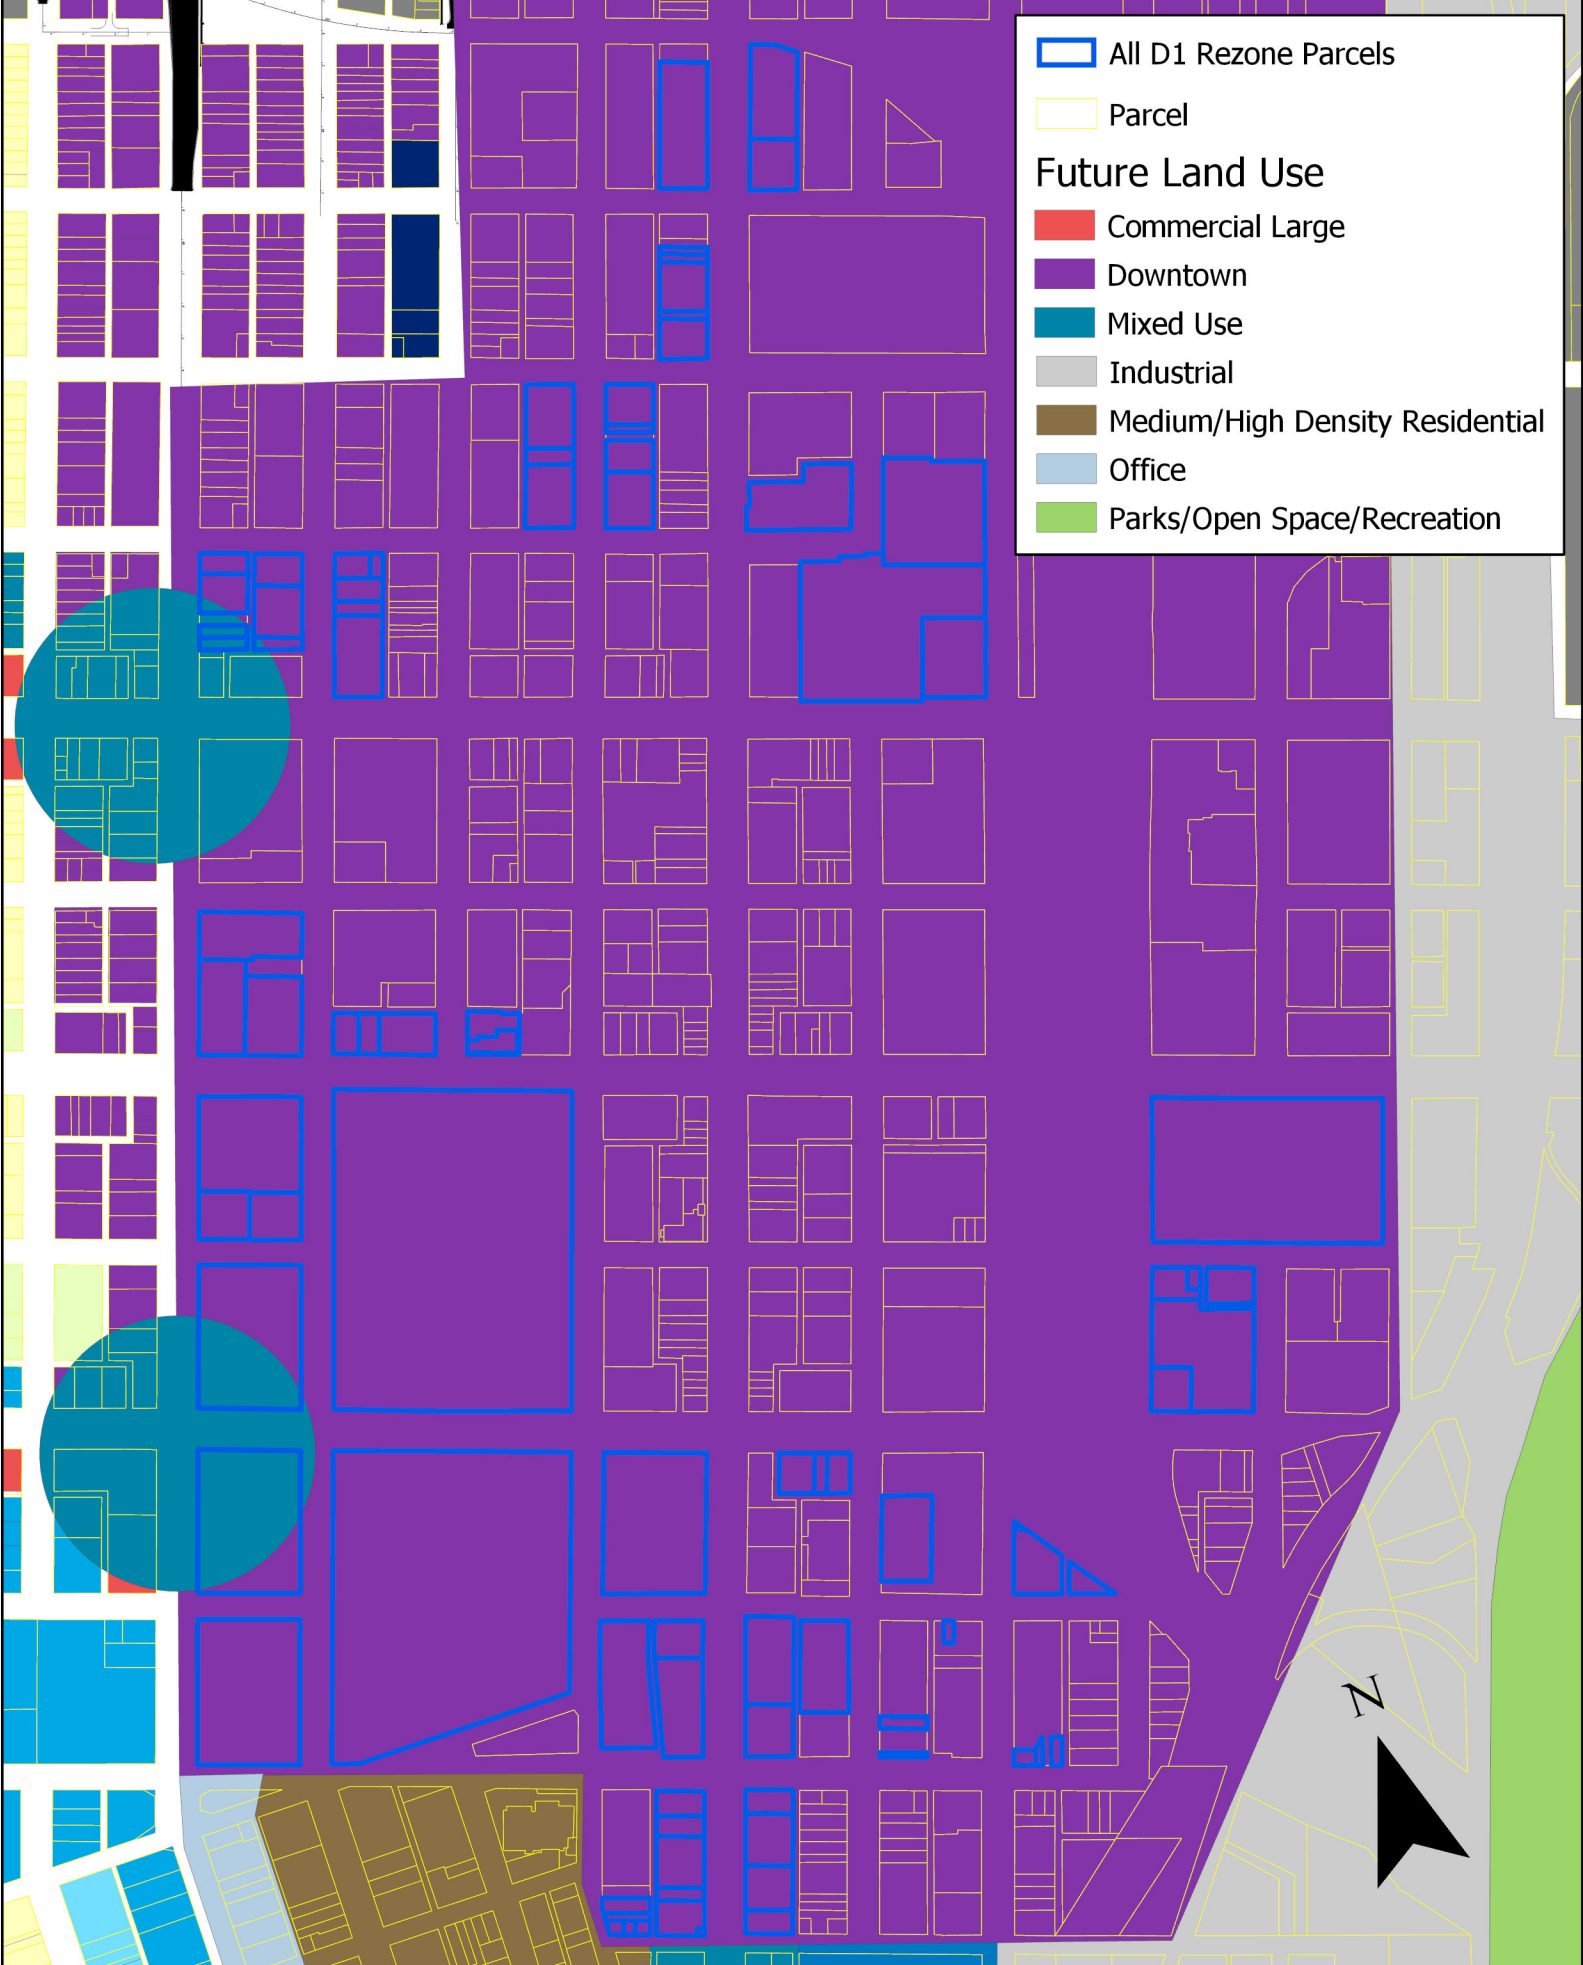 All D1 Rezone Parcels
Parcel
Future Land Use
Commercial Large
Downtown
Mixed Use
Industrial
Medium/High Density Residential
Office
Parks/Open Space/Recreation
N